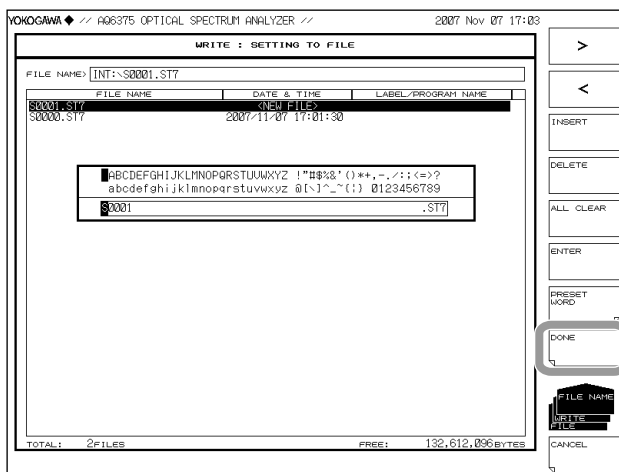 YOKOGAWA ◆ // AQ6375 OPTICAL SPECTRUM ANALYZER // 2007 Nov 07 17:03
WRITE : SETTING TO FILE
FILE NAME> INT:\S0001.ST7
FILE NAME DATE & TIME LABEL/PROGRAM NAME
S0001.ST7 <NEW FILE>
S0000.ST7 2007/11/07 17:01:30
ABCDEFGHIJKLMNOPQRSTUVWXYZ !"#$%&'()*+,-./:;<=>?
abcdefghijklmnopqrstuvwxyz @[\]^_~{¦} 0123456789
S0001 .ST7
TOTAL: 2FILES FREE: 132,612,096 BYTES
>
<
INSERT
DELETE
ALL CLEAR
ENTER
PRESET
WORD
DONE
FILE NAME
WRITE
FILE
CANCEL